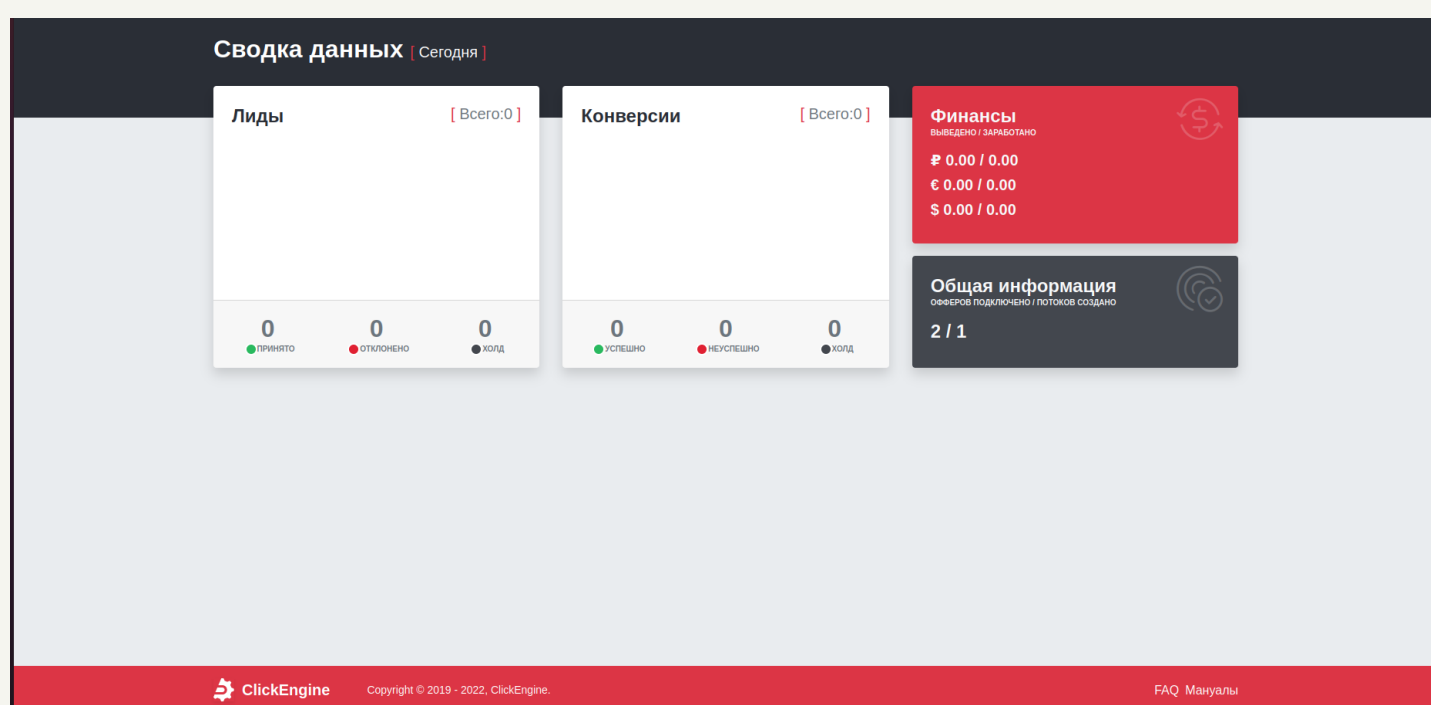 Сводка данных [ Сегодня ]
Лиды [ Всего:0 ]
0 0 0
ПРИНЯТО ОТКЛОНЕНО ХОЛД
Конверсии [ Всего:0 ]
0 0 0
УСПЕШНО НЕУСПЕШНО ХОЛД
Финансы
ВЫВЕДЕНО / ЗАРАБОТАНО
₽ 0.00 / 0.00
€ 0.00 / 0.00
$ 0.00 / 0.00
Общая информация
ОФФЕРОВ ПОДКЛЮЧЕНО / ПОТОКОВ СОЗДАНО
2 / 1
ClickEngine Copyright © 2019 - 2022, ClickEngine. FAQ Мануалы